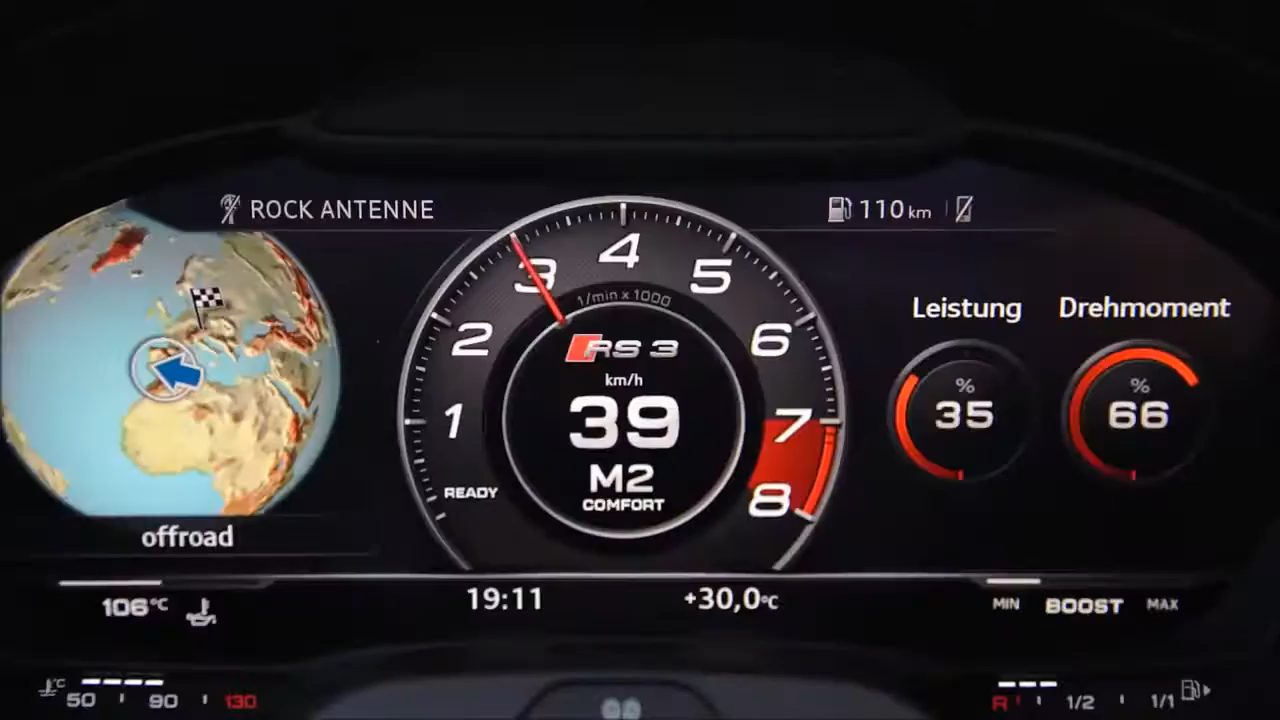 ROCK ANTENNE
110 km
1
2
3
4
5
6
7
8
1/min x 1000
READY
RS 3
km/h
39
M2
COMFORT
Leistung
%
35
Drehmoment
%
66
offroad
106°C
19:11
+30,0°C
MIN BOOST MAX
°C
50 90 130
R 1/2 1/1